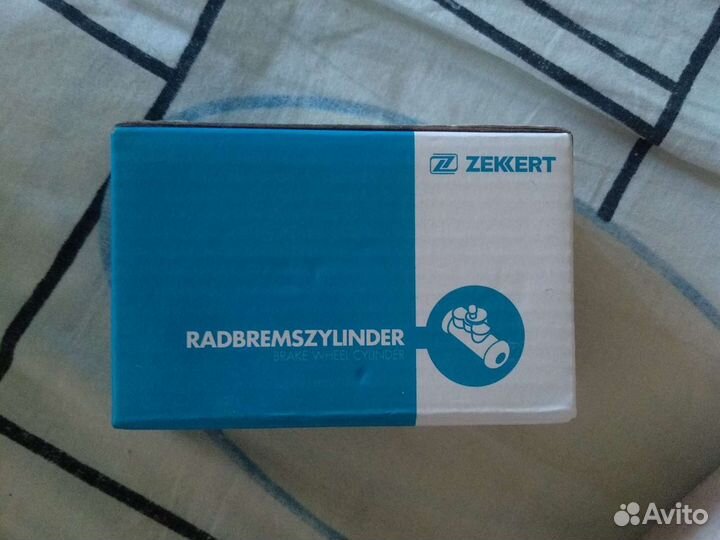 ZEKKERT
RADBREMSZYLINDER
BRAKE WHEEL CYLINDER
Avito